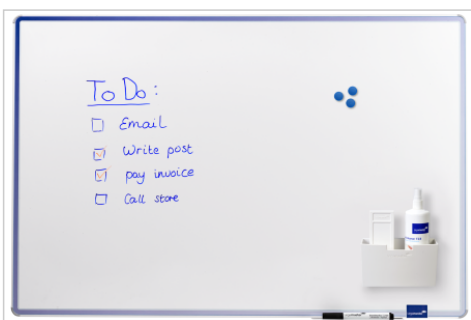 To Do:
Email
Write post
pay invoice
Call store